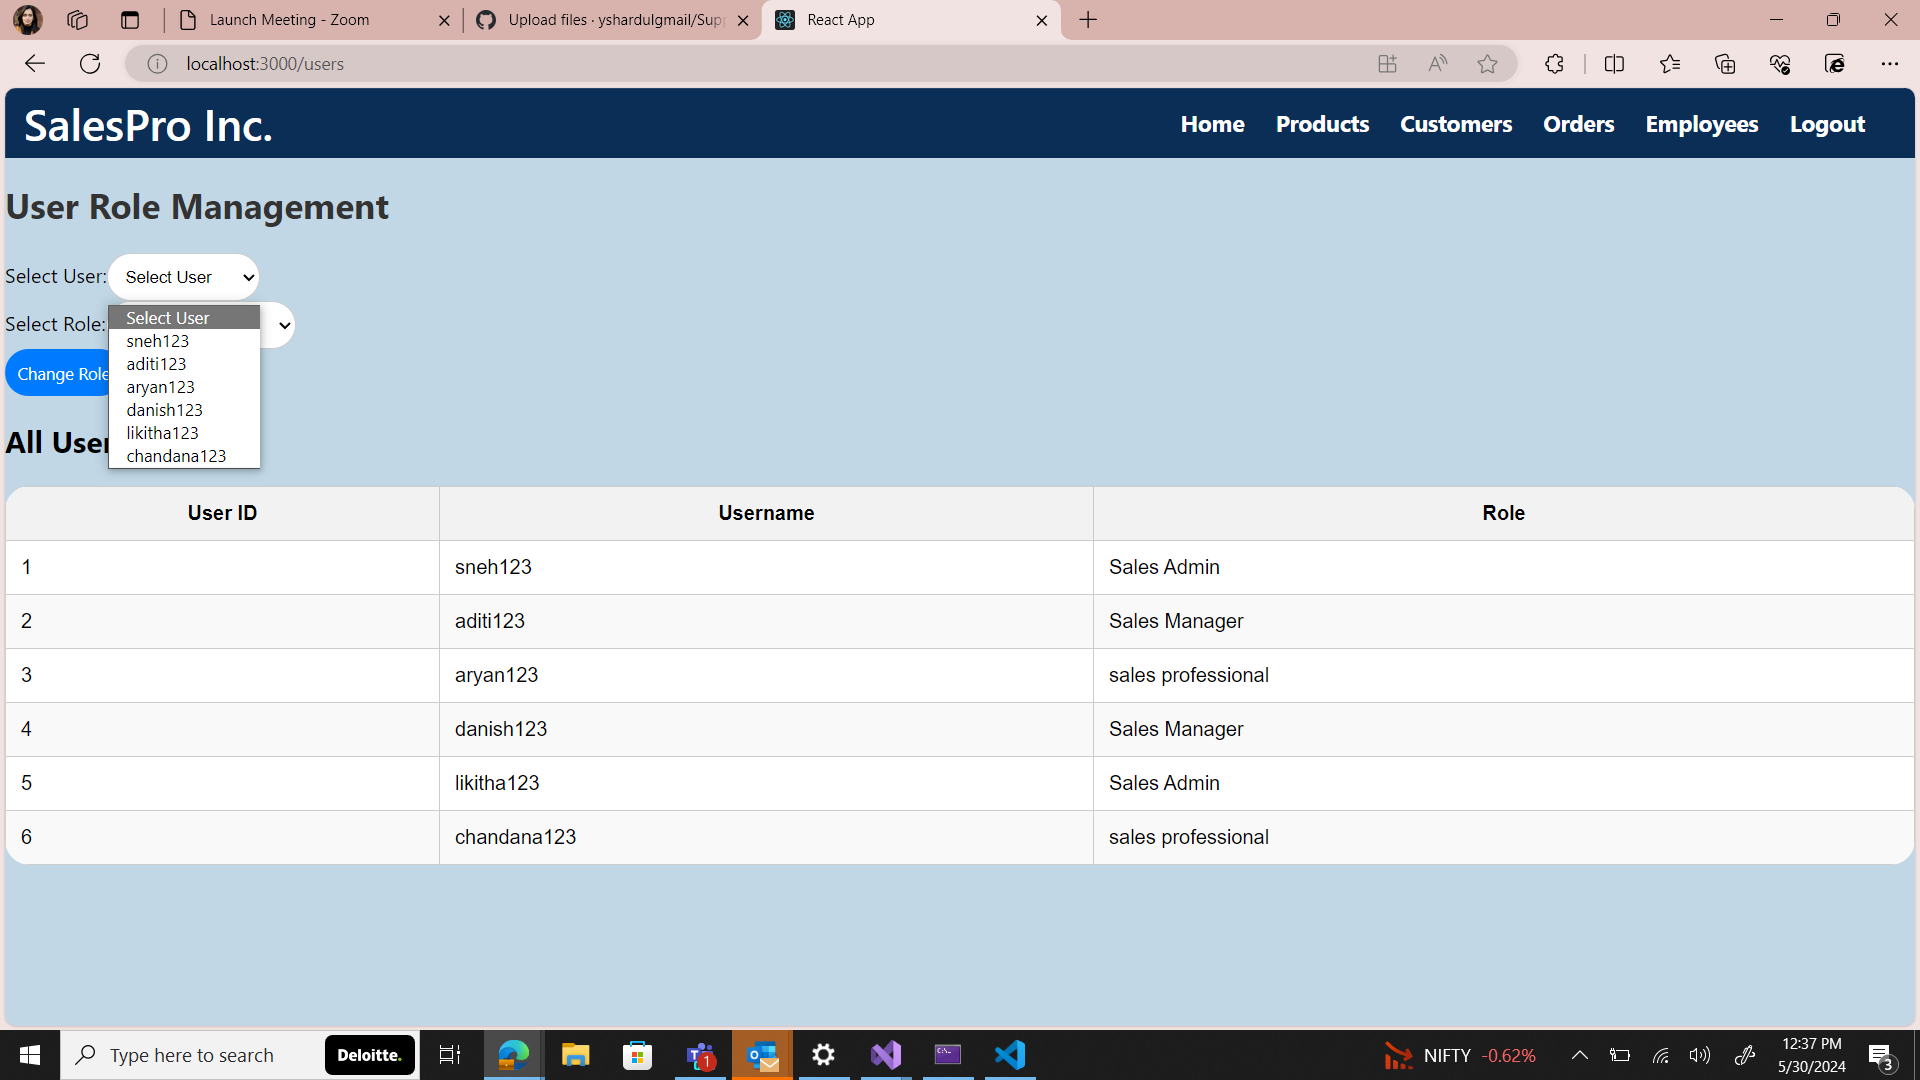 Launch Meeting - Zoom
Upload files · yshardulgmail/Sup
React App
localhost:3000/users
SalesPro Inc.
Home Products Customers Orders Employees Logout
User Role Management
Select User: Select User
Select User
Select Role:
sneh123
aditi123
Change Role
aryan123
danish123
likitha123
All User
chandana123
User ID Username Role
1 sneh123 Sales Admin
2 aditi123 Sales Manager
3 aryan123 sales professional
4 danish123 Sales Manager
5 likitha123 Sales Admin
6 chandana123 sales professional
Type here to search Deloitte.
1
NIFTY -0.62%
12:37 PM
5/30/2024
3